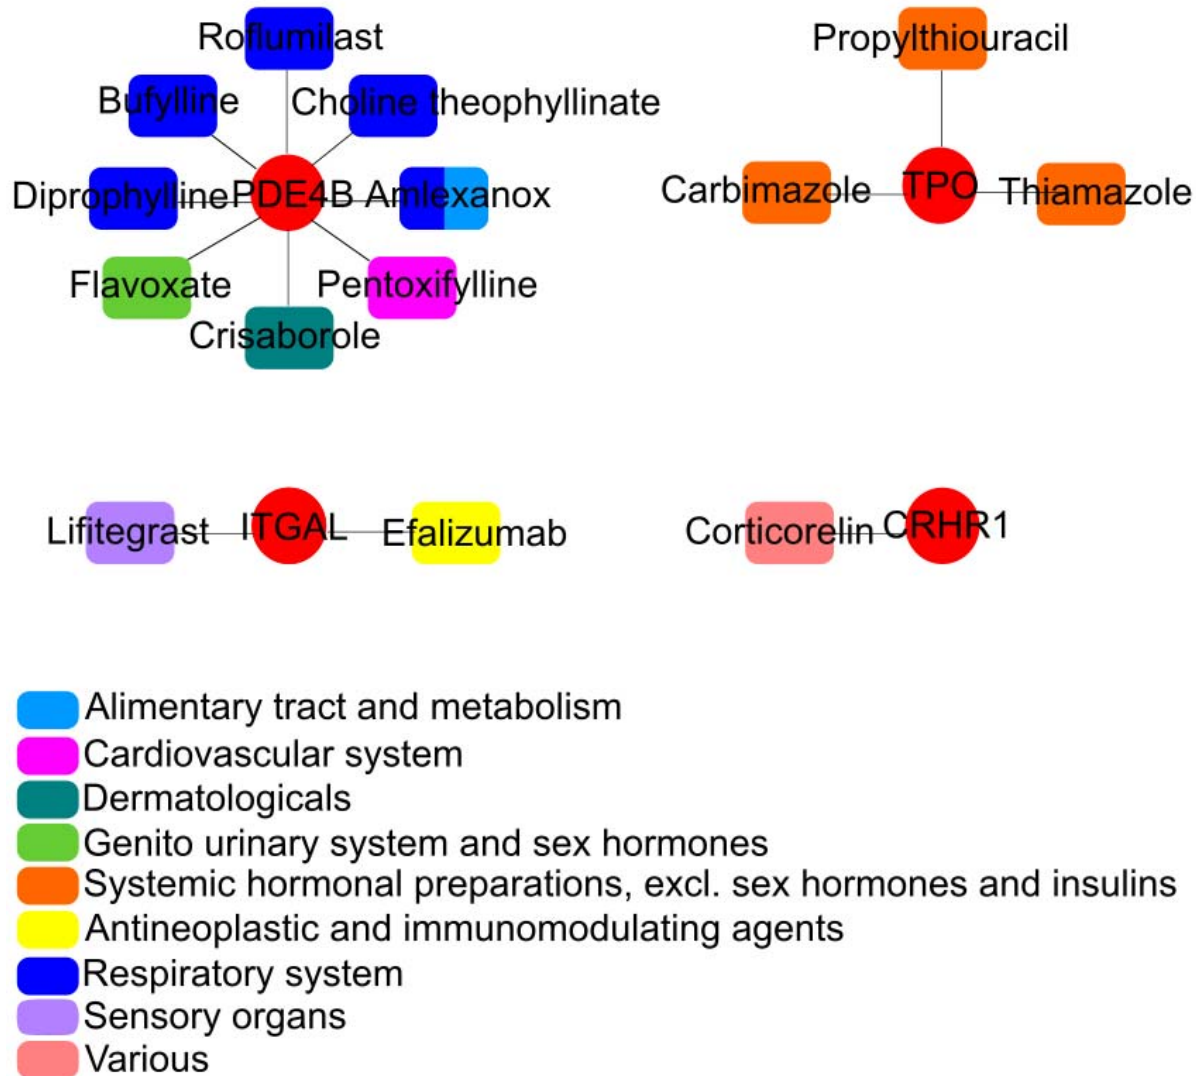 Roflumilast
Propylthiouracil
Bufylline
Choline theophyllinate
Diprophylline
PDE4B
Amlexanox
Carbimazole
TPO
Thiamazole
Flavoxate
Pentoxifylline
Crisaborole
Lifitegrast
ITGAL
Efalizumab
Corticorelin
CRHR1
Alimentary tract and metabolism
Cardiovascular system
Dermatologicals
Genito urinary system and sex hormones
Systemic hormonal preparations, excl. sex hormones and insulins
Antineoplastic and immunomodulating agents
Respiratory system
Sensory organs
Various